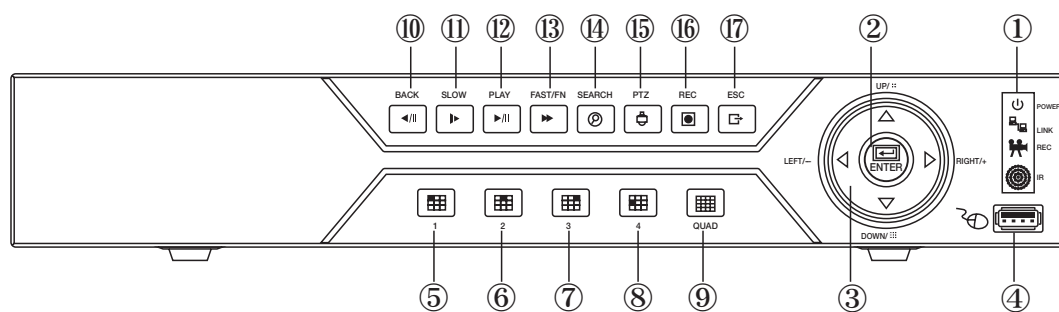 ⑩ ⑪ ⑫ ⑬ ⑭ ⑮ ⑯ ⑰ ② ①
BACK SLOW PLAY FAST/FN SEARCH PTZ REC ESC
UP/
POWER
LINK
REC
IR
LEFT/–
ENTER
RIGHT/+
DOWN/
1 2 3 4 QUAD
⑤ ⑥ ⑦ ⑧ ⑨ ③ ④